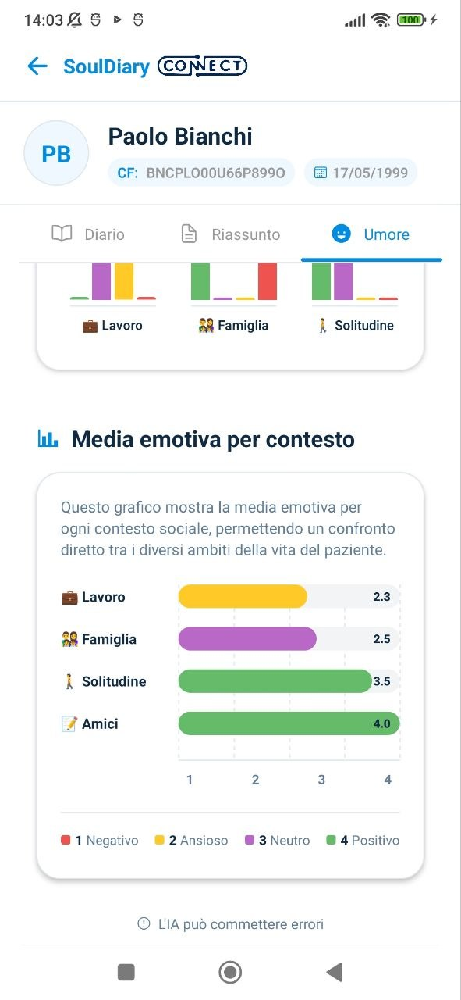 14:03
100
SoulDiary CONNECT
PB
Paolo Bianchi
CF: BNCPLO00U66P899O
17/05/1999
Diario
Riassunto
Umore
Lavoro
Famiglia
Solitudine
Media emotiva per contesto
Questo grafico mostra la media emotiva per
ogni contesto sociale, permettendo un confronto
diretto tra i diversi ambiti della vita del paziente.
Lavoro 2.3
Famiglia 2.5
Solitudine 3.5
Amici 4.0
1 2 3 4
1 Negativo 2 Ansioso 3 Neutro 4 Positivo
L'IA può commettere errori